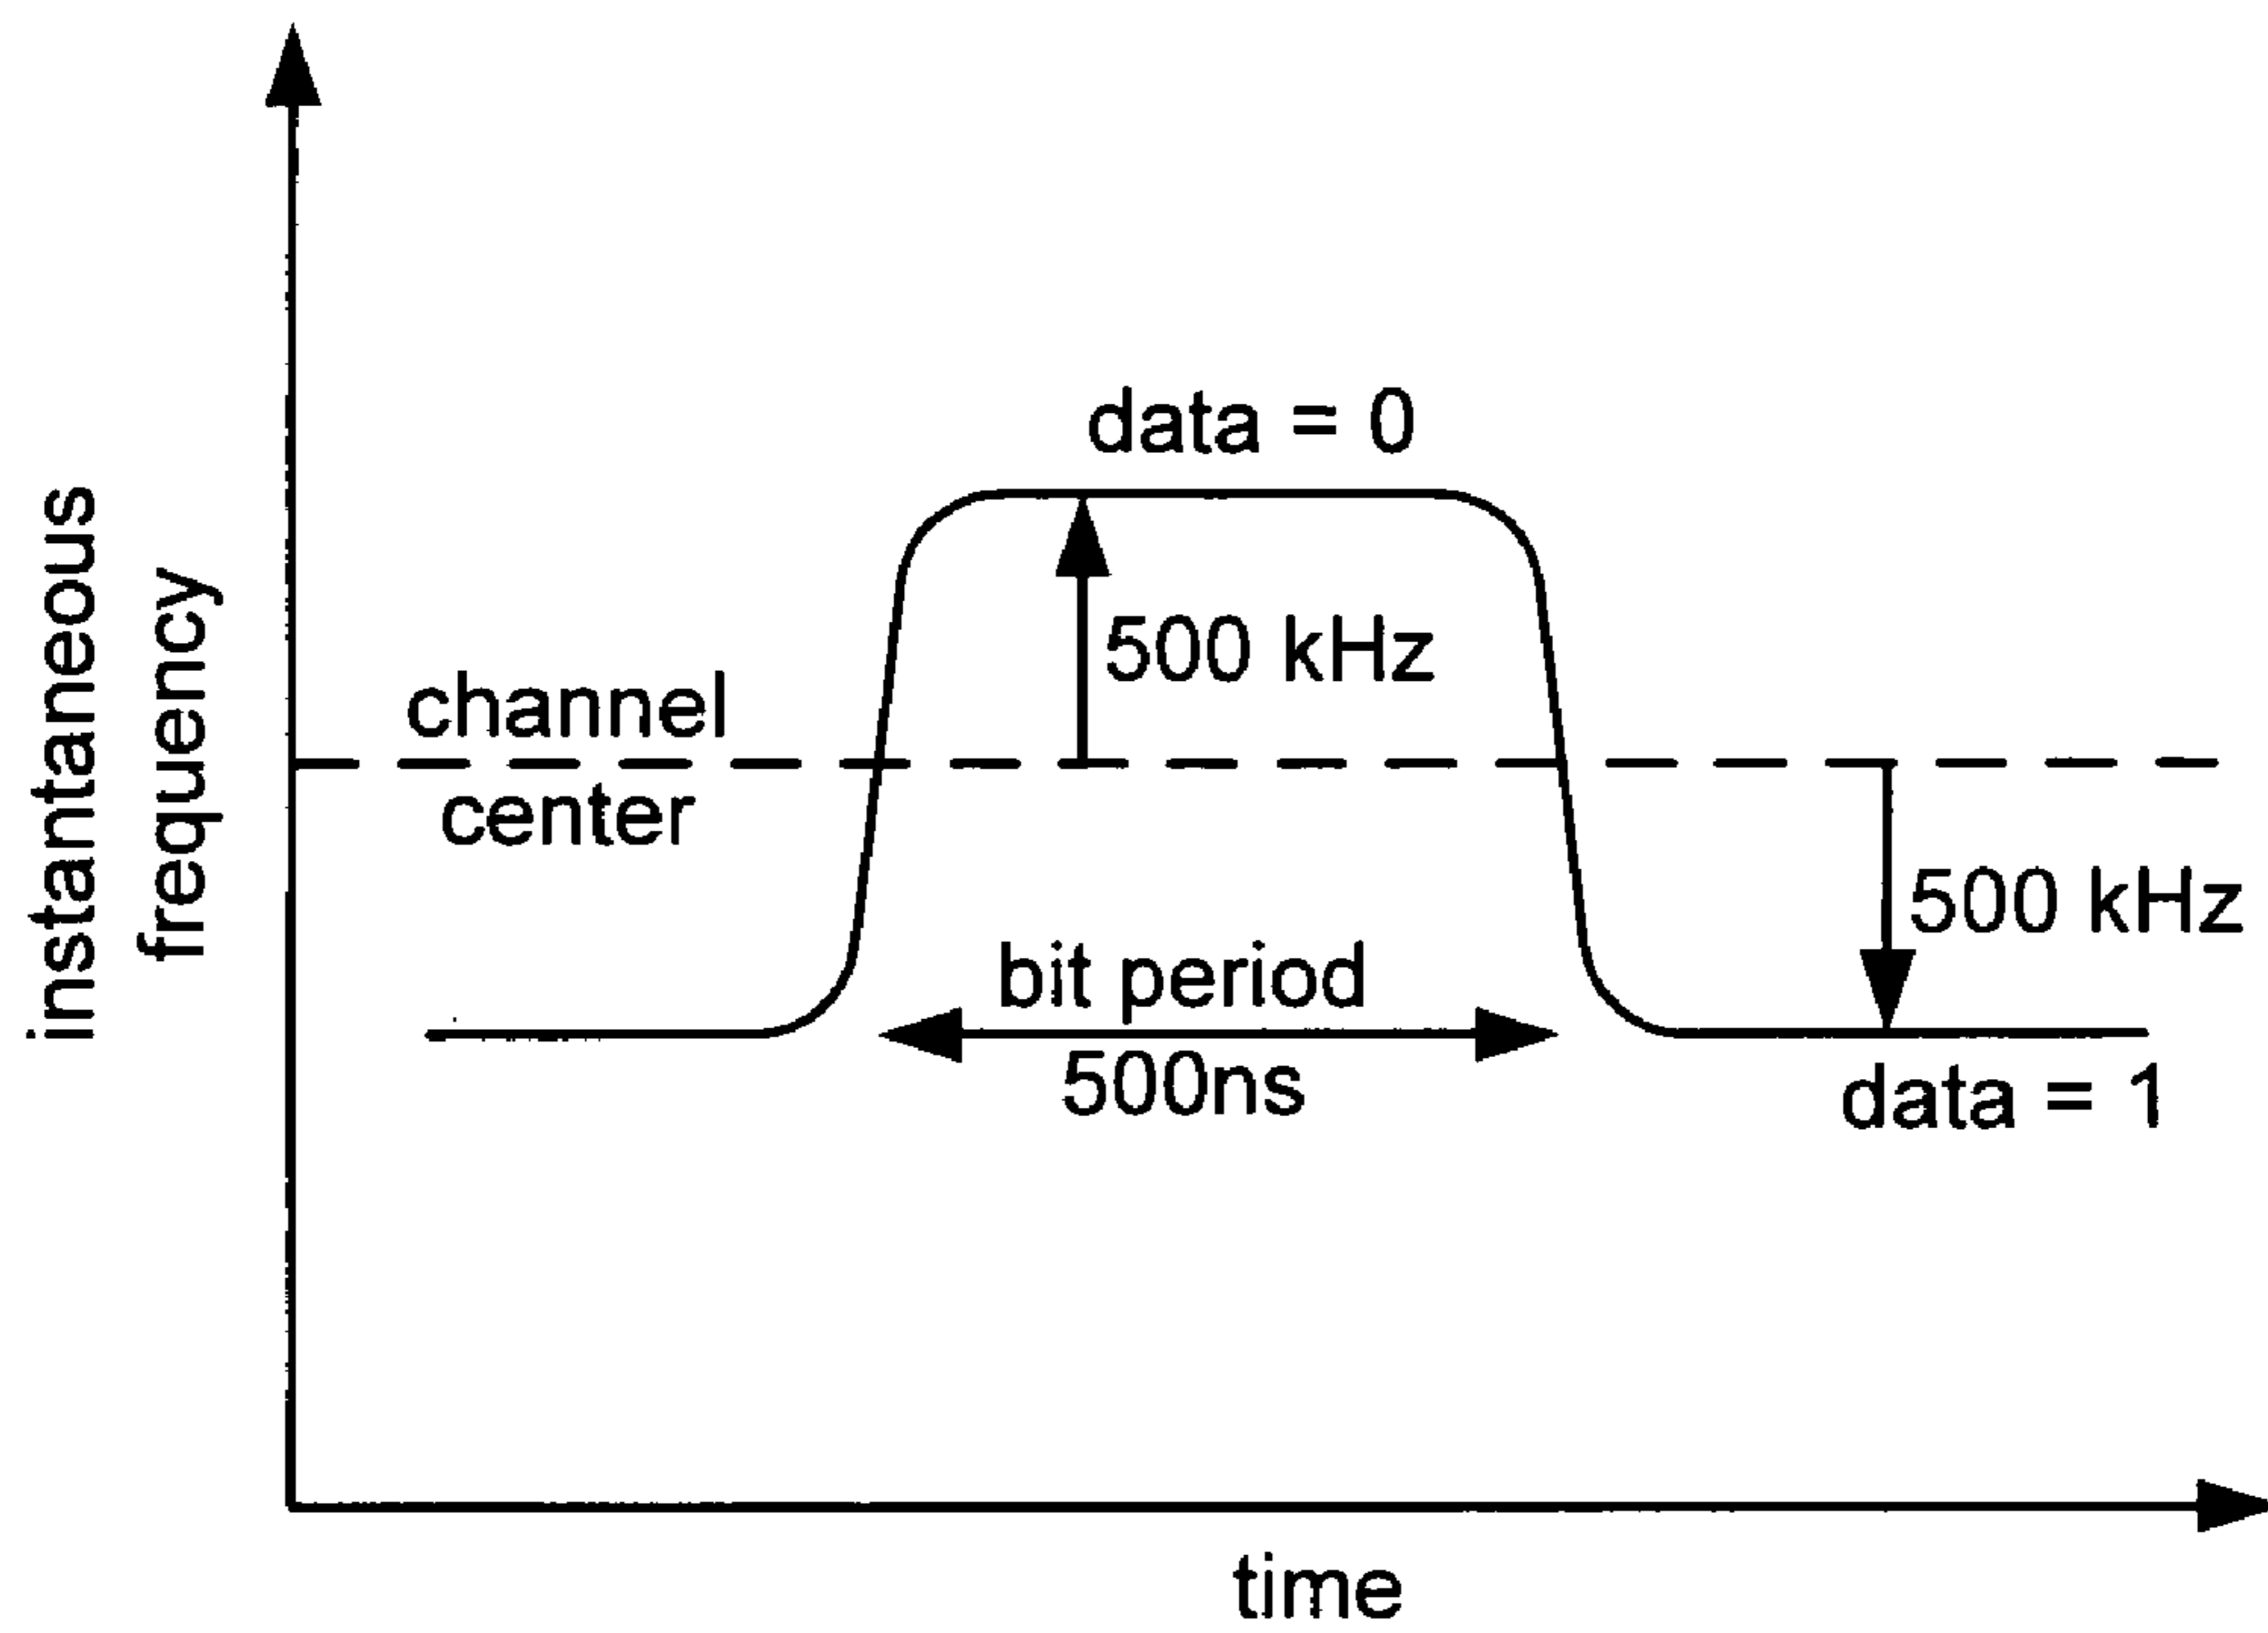 data = 0
500 kHz
channel
center
instantaneous
frequency
500 kHz
bit period
500ns
data = 1
time